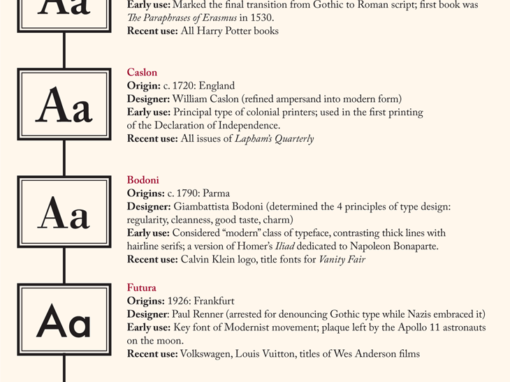 Aa
Early use: Marked the final transition from Gothic to Roman script; first book was
The Paraphrases of Erasmus in 1530.
Recent use: All Harry Potter books
Aa
Caslon
Origin: c. 1720: England
Designer: William Caslon (refined ampersand into modern form)
Early use: Principal type of colonial printers; used in the first printing
of the Declaration of Independence.
Recent use: All issues of Lapham's Quarterly
Aa
Bodoni
Origins: c. 1790: Parma
Designer: Giambattista Bodoni (determined the 4 principles of type design:
regularity, cleanness, good taste, charm)
Early use: Considered “modern” class of typeface, contrasting thick lines with
hairline serifs; a version of Homer's Iliad dedicated to Napoleon Bonaparte.
Recent use: Calvin Klein logo, title fonts for Vanity Fair
Aa
Futura
Origins: 1926: Frankfurt
Designer: Paul Renner (arrested for denouncing Gothic type while Nazis embraced it)
Early use: Key font of Modernist movement; plaque left by the Apollo 11 astronauts
on the moon.
Recent use: Volkswagen, Louis Vuitton, titles of Wes Anderson films